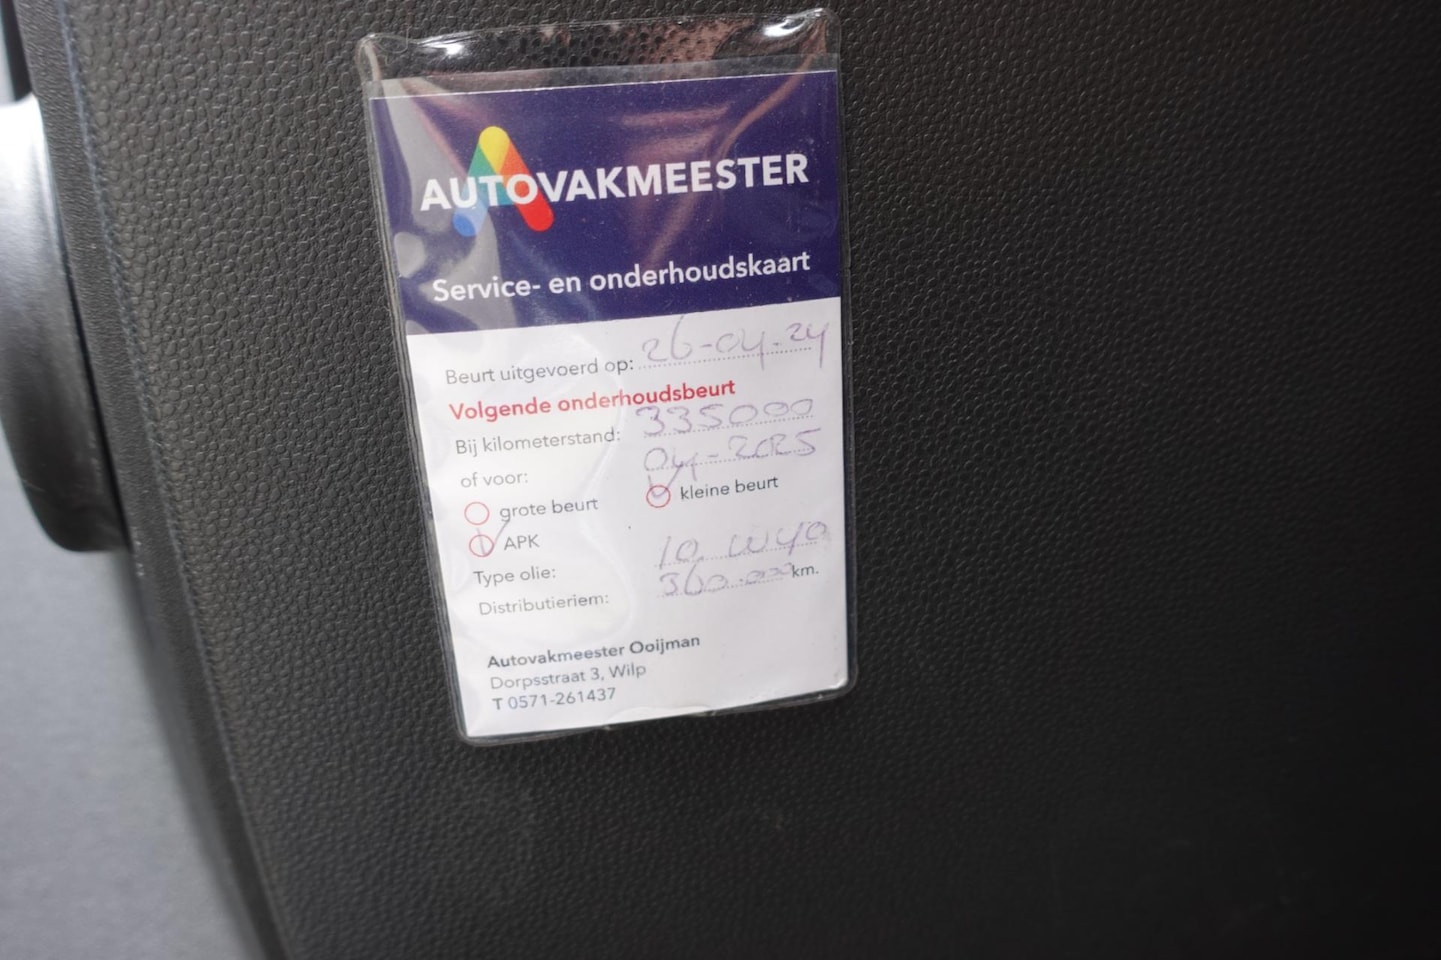 AUTOVAKMEESTER
Service- en onderhoudskaart
Beurt uitgevoerd op: 26-04-24
Volgende onderhoudsbeurt
Bij kilometerstand: 335000
of voor: 04-2025
grote beurt kleine beurt
APK
Type olie: 10 W40
Distributieriem: 360.000 km.
Autovakmeester Ooijman
Dorpsstraat 3, Wilp
T 0571-261437